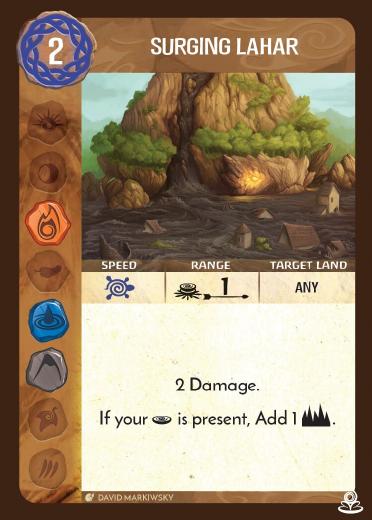 2
SURGING LAHAR
SPEED RANGE TARGET LAND
1 ANY
2 Damage.
If your is present, Add 1 .
DAVID MARKIWSKY